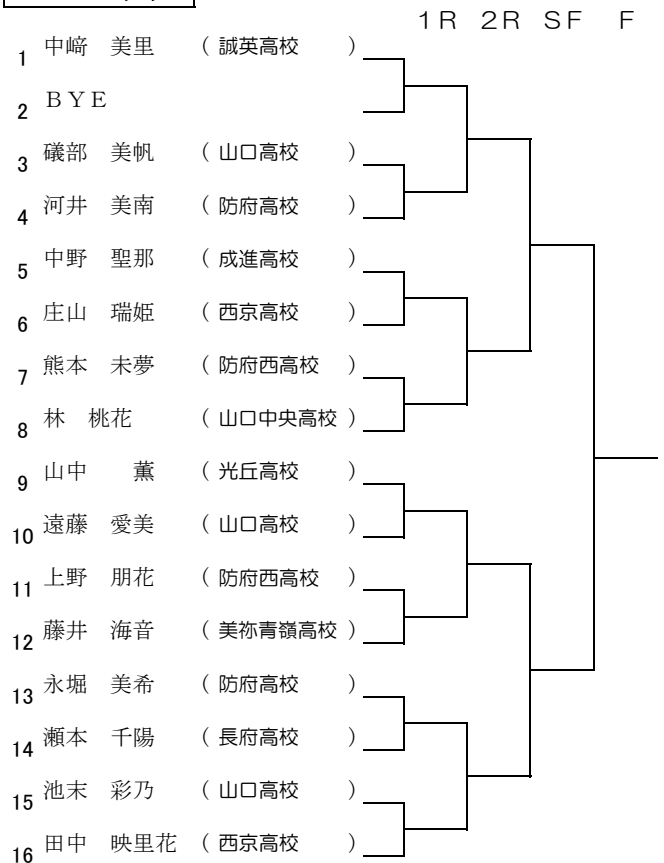 １R ２R SF F
1 中﨑 美里 （ 誠英高校 ）
2 ＢＹＥ
3 礒部 美帆 （ 山口高校 ）
4 河井 美南 （ 防府高校 ）
5 中野 聖那 （ 成進高校 ）
6 庄山 瑞姫 （ 西京高校 ）
7 熊本 未夢 （ 防府西高校 ）
8 林 桃花 （ 山口中央高校 ）
9 山中 薫 （ 光丘高校 ）
10 遠藤 愛美 （ 山口高校 ）
11 上野 朋花 （ 防府西高校 ）
12 藤井 海音 （ 美祢青嶺高校 ）
13 永堀 美希 （ 防府高校 ）
14 瀬本 千陽 （ 長府高校 ）
15 池末 彩乃 （ 山口高校 ）
16 田中 映里花 （ 西京高校 ）